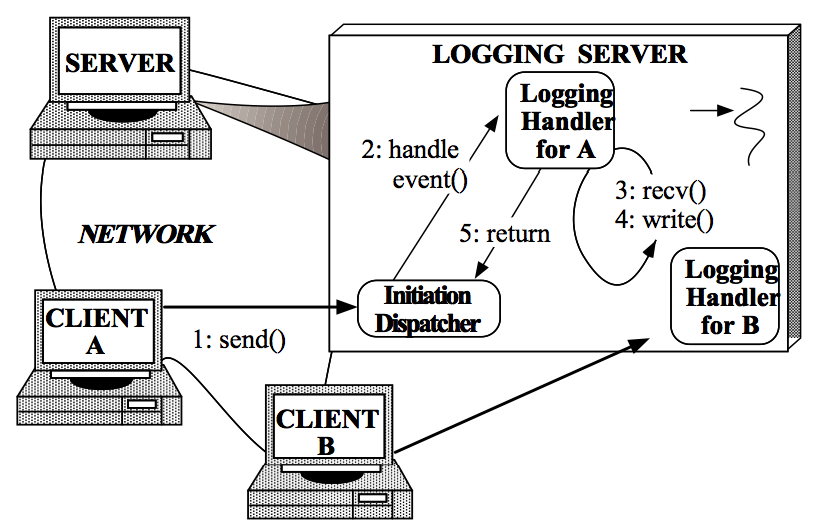 LOGGING SERVER
SERVER
Logging
Handler
for A
2: handle
event()
3: recv()
4: write()
5: return
NETWORK
Logging
Handler
for B
Initiation
Dispatcher
CLIENT
A
1: send()
CLIENT
B